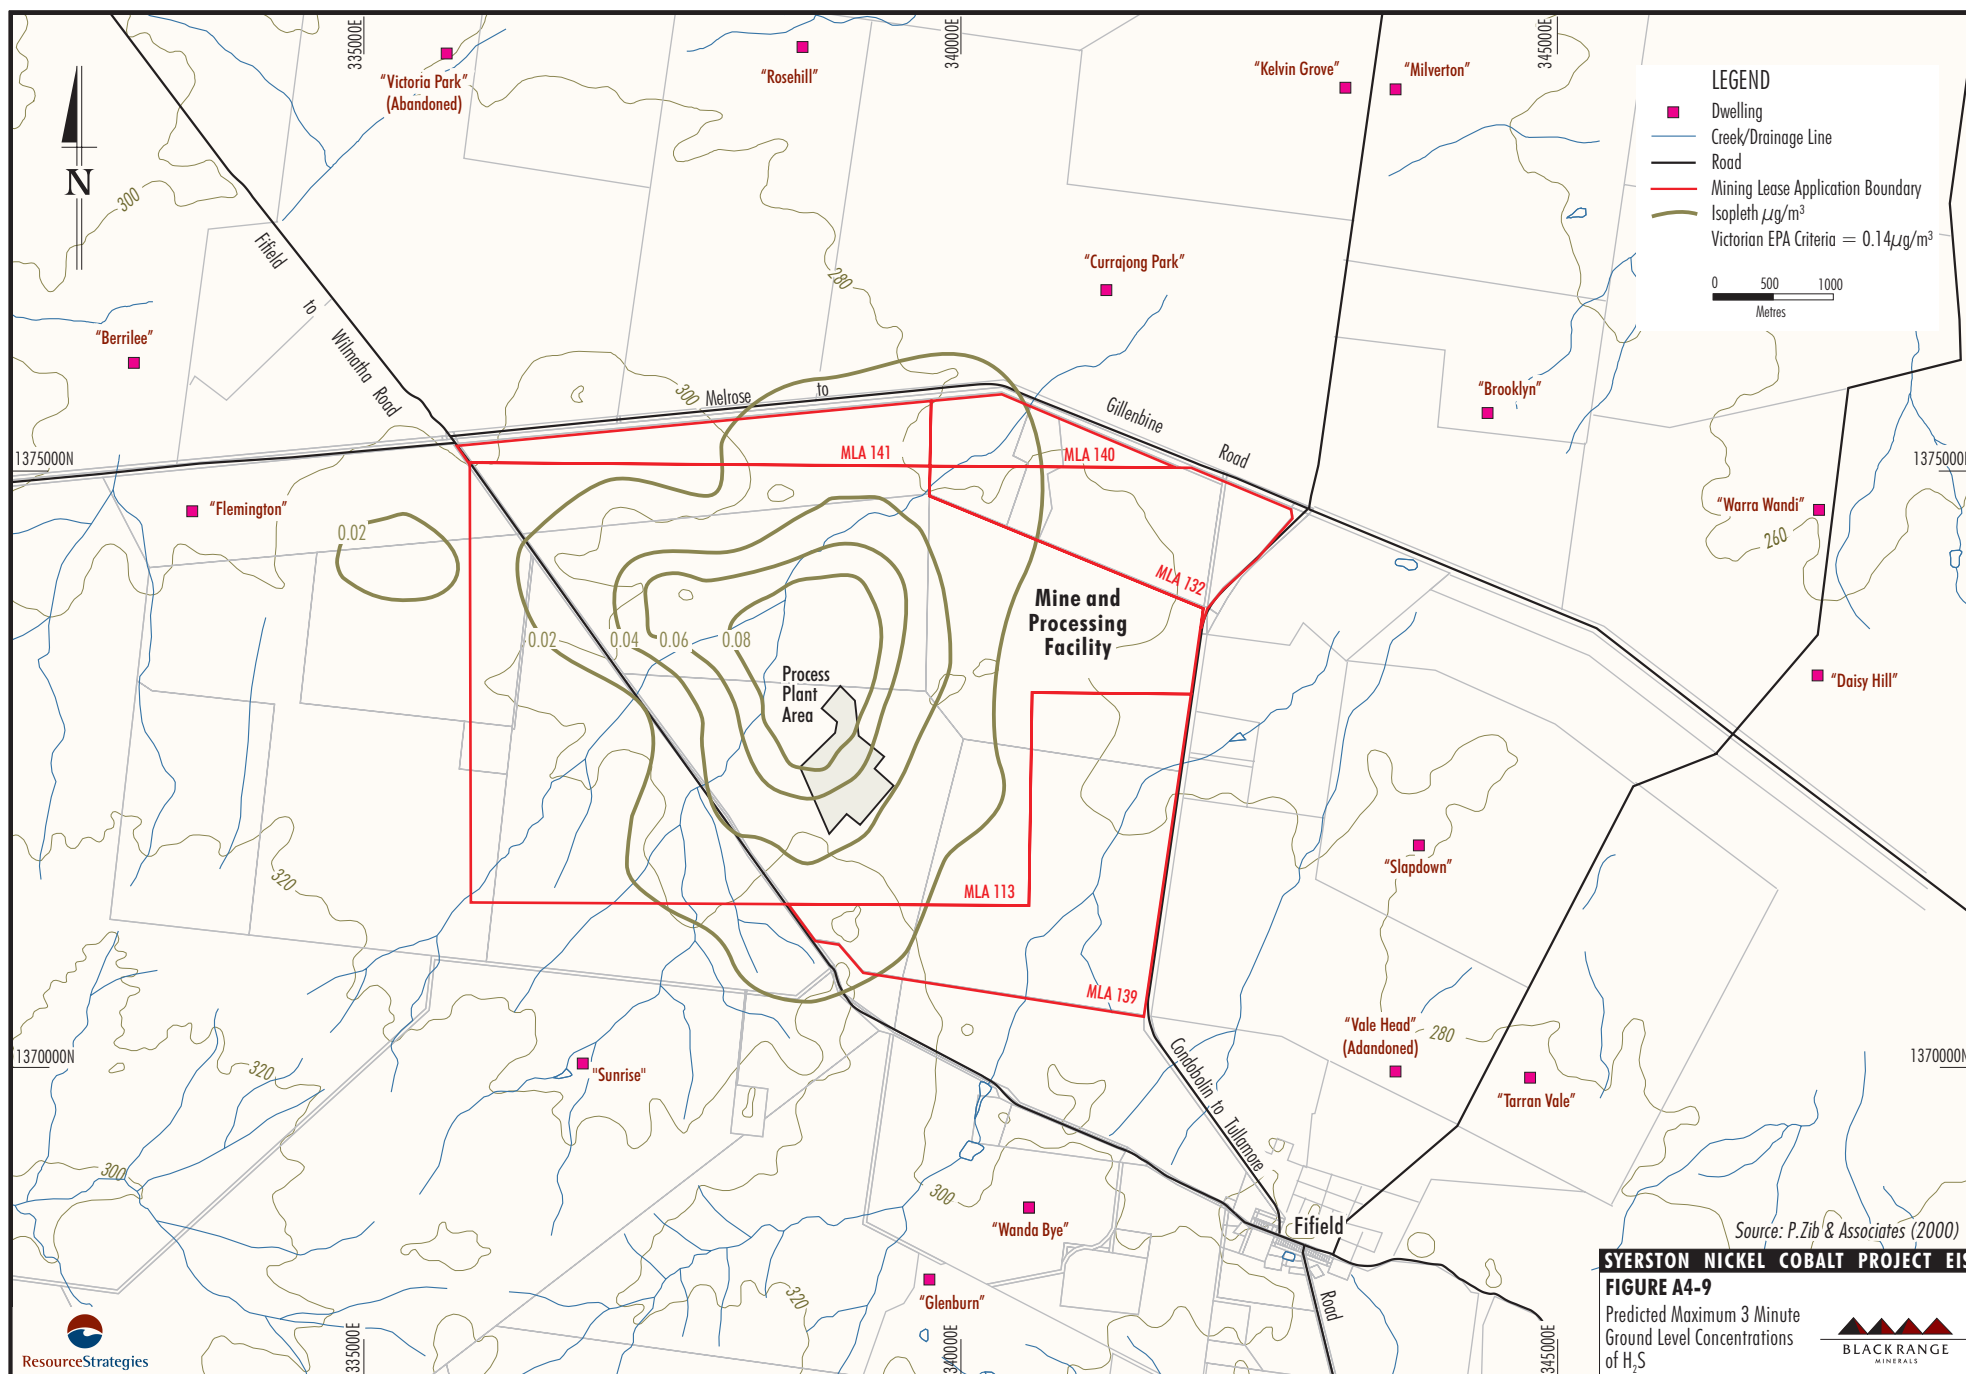 335000E
340000E
345000E
"Victoria Park"
(Abandoned)
"Rosehill"
"Kelvin Grove"
"Milverton"
LEGEND
Dwelling
Creek/Drainage Line
Road
Mining Lease Application Boundary
Isopleth µg/m³
Victorian EPA Criteria = 0.14µg/m³
0 500 1000
Metres
N
300
Fifield
to
Wilmatha Road
280
"Currajong Park"
"Berrilee"
300
Melrose
to
Gillenbine
Road
"Brooklyn"
1375000N
1375000N
MLA 141
MLA 140
"Flemington"
0.02
"Warra Wandi"
260
MLA 132
Mine and
Processing
Facility
0.02
0.04
0.06
0.08
Process
Plant
Area
"Daisy Hill"
"Slapdown"
320
MLA 113
MLA 139
"Vale Head"
(Adandoned)
280
1370000N
1370000N
320
"Sunrise"
Condobolin to Tullamore
"Tarran Vale"
300
300
"Wanda Bye"
Fifield
Source: P.Zib & Associates (2000)
"Glenburn"
320
Road
SYERSTON NICKEL COBALT PROJECT EIS
FIGURE A4-9
Predicted Maximum 3 Minute
Ground Level Concentrations
of H₂S
BLACK RANGE
MINERALS
ResourceStrategies
335000E
340000E
345000E